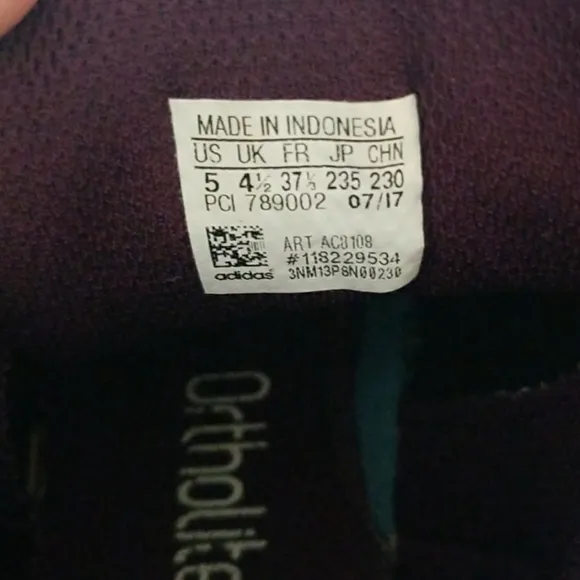 MADE IN INDONESIA
US UK FR JP CHN
5 4½ 37⅓ 235 230
PCI 789002 07/17
ART AC8108
#118229534
adidas 3NM13P8N00230
Ortholite